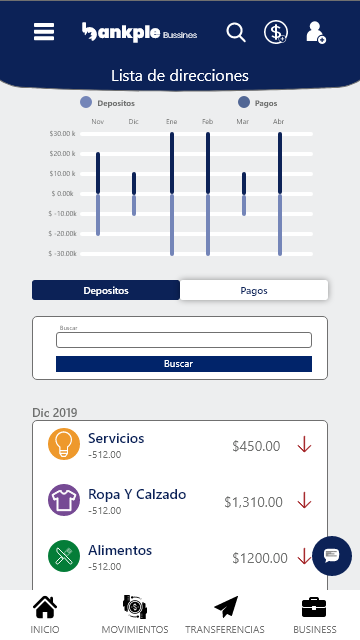 bankple Bussines
Lista de direcciones
Depositos Pagos
Nov Dic Ene Feb Mar Abr
$30.00 k
$20.00 k
$10.00 k
$ 0.00k
$ -10.00k
$ -20.00k
$ -30.00k
Depositos Pagos
Buscar
Buscar
Dic 2019
Servicios
-512.00
$450.00
Ropa Y Calzado
-512.00
$1,310.00
Alimentos
-512.00
$1200.00
INICIO MOVIMIENTOS TRANSFERENCIAS BUSINESS